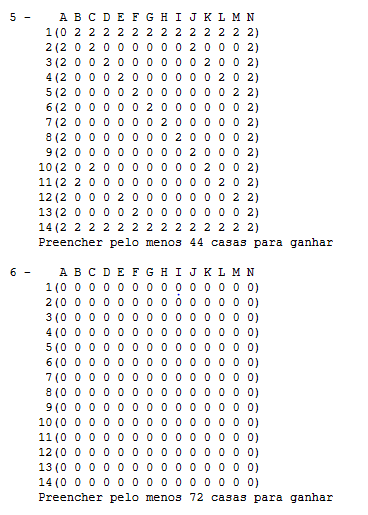 5 - A B C D E F G H I J K L M N
1(0 2 2 2 2 2 2 2 2 2 2 2 2 2)
2(2 0 2 0 0 0 0 0 0 2 0 0 0 2)
3(2 0 0 2 0 0 0 0 0 0 2 0 0 2)
4(2 0 0 0 2 0 0 0 0 0 0 2 0 2)
5(2 0 0 0 0 2 0 0 0 0 0 0 2 2)
6(2 0 0 0 0 0 2 0 0 0 0 0 0 2)
7(2 0 0 0 0 0 0 2 0 0 0 0 0 2)
8(2 0 0 0 0 0 0 0 2 0 0 0 0 2)
9(2 0 0 0 0 0 0 0 0 2 0 0 0 2)
10(2 0 2 0 0 0 0 0 0 0 2 0 0 2)
11(2 2 0 0 0 0 0 0 0 0 0 2 0 2)
12(2 0 0 0 2 0 0 0 0 0 0 0 2 2)
13(2 0 0 0 0 2 0 0 0 0 0 0 0 2)
14(2 2 2 2 2 2 2 2 2 2 2 2 2 2)
Preencher pelo menos 44 casas para ganhar
6 - A B C D E F G H I J K L M N
1(0 0 0 0 0 0 0 0 0 0 0 0 0 0)
2(0 0 0 0 0 0 0 0 0 0 0 0 0 0)
3(0 0 0 0 0 0 0 0 0 0 0 0 0 0)
4(0 0 0 0 0 0 0 0 0 0 0 0 0 0)
5(0 0 0 0 0 0 0 0 0 0 0 0 0 0)
6(0 0 0 0 0 0 0 0 0 0 0 0 0 0)
7(0 0 0 0 0 0 0 0 0 0 0 0 0 0)
8(0 0 0 0 0 0 0 0 0 0 0 0 0 0)
9(0 0 0 0 0 0 0 0 0 0 0 0 0 0)
10(0 0 0 0 0 0 0 0 0 0 0 0 0 0)
11(0 0 0 0 0 0 0 0 0 0 0 0 0 0)
12(0 0 0 0 0 0 0 0 0 0 0 0 0 0)
13(0 0 0 0 0 0 0 0 0 0 0 0 0 0)
14(0 0 0 0 0 0 0 0 0 0 0 0 0 0)
Preencher pelo menos 72 casas para ganhar